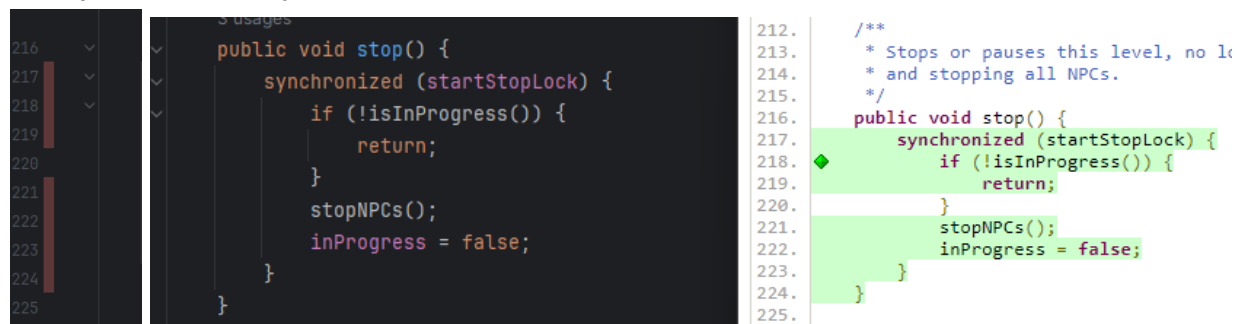 216
217
218
219
220
221
222
223
224
225
3 usages
public void stop() {
synchronized (startStopLock) {
if (!isInProgress()) {
return;
}
stopNPCs();
inProgress = false;
}
}
212. /**
213. * Stops or pauses this level, no
214. * and stopping all NPCs.
215. */
216. public void stop() {
217. synchronized (startStopLock) {
218. if (!isInProgress()) {
219. return;
220. }
221. stopNPCs();
222. inProgress = false;
223. }
224. }
225.